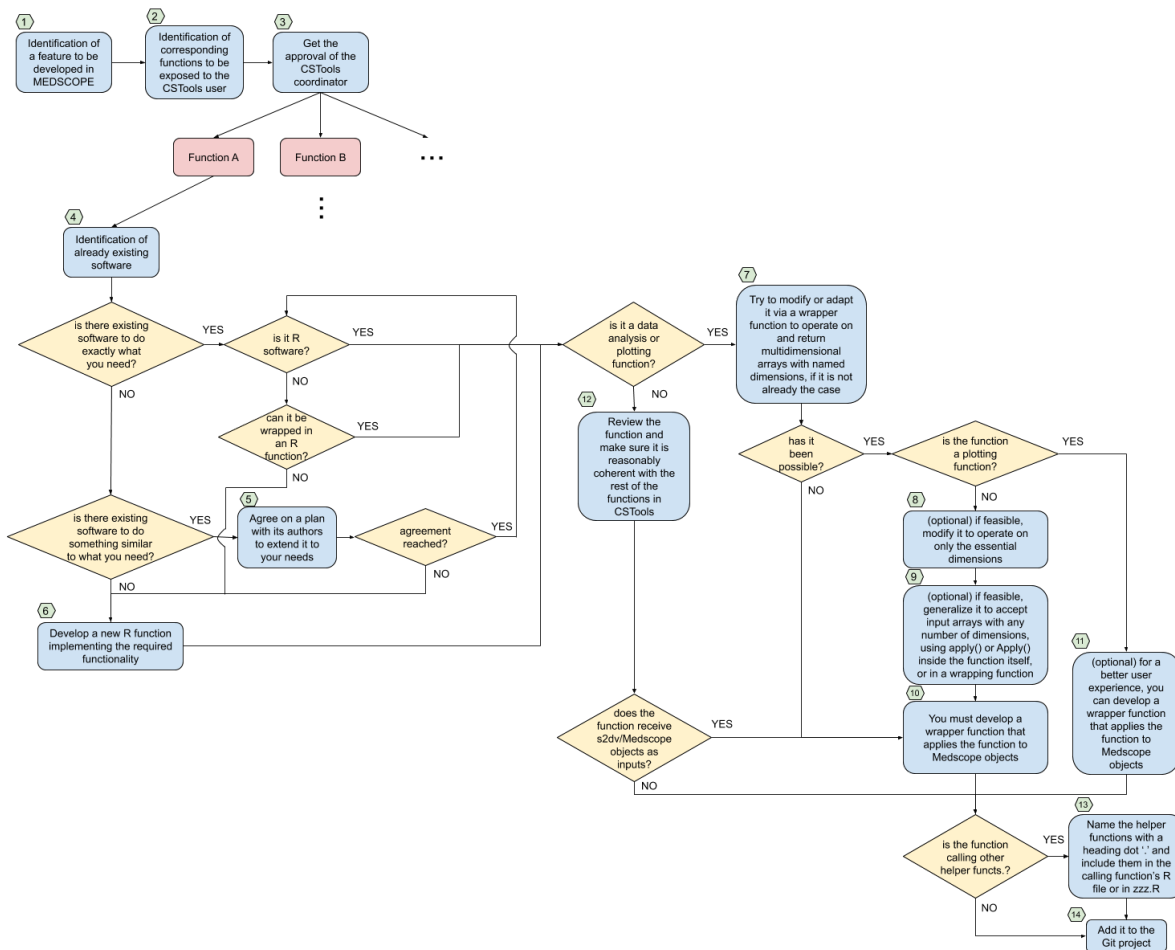 1
Identification of
a feature to be
developed in
MEDSCOPE
2
Identification of
corresponding
functions to be
exposed to the
CSTools user
3
Get the
approval of the
CSTools
coordinator
Function A
Function B
...
4
Identification of
already existing
software
is there existing
software to do
exactly what
you need?
YES
NO
is it R
software?
YES
NO
can it be
wrapped in
an R
function?
YES
NO
is there existing
software to do
something similar
to what you need?
YES
NO
5
Agree on a plan
with its authors
to extend it to
your needs
agreement
reached?
YES
NO
6
Develop a new R function
implementing the required
functionality
is it a data
analysis or
plotting
function?
YES
NO
7
Try to modify or adapt
it via a wrapper
function to operate on
and return
multidimensional
arrays with named
dimensions, if it is not
already the case
12
Review the
function and
make sure it is
reasonably
coherent with the
rest of the
functions in
CSTools
has it
been
possible?
YES
NO
is the function
a plotting
function?
YES
NO
8
(optional) if feasible,
modify it to operate on
only the essential
dimensions
9
(optional) if feasible,
generalize it to accept
input arrays with any
number of dimensions,
using apply() or Apply()
inside the function itself,
or in a wrapping function
10
You must develop a
wrapper function that
applies the function to
Medscope objects
11
(optional) for a
better user
experience, you
can develop a
wrapper function
that applies the
function to
Medscope
objects
does the
function receive
s2dv/Medscope
objects as
inputs?
YES
NO
is the function
calling other
helper functs.?
YES
NO
13
Name the helper
functions with a
heading dot ‘.’ and
include them in the
calling function’s R
file or in zzz.R
14
Add it to the
Git project